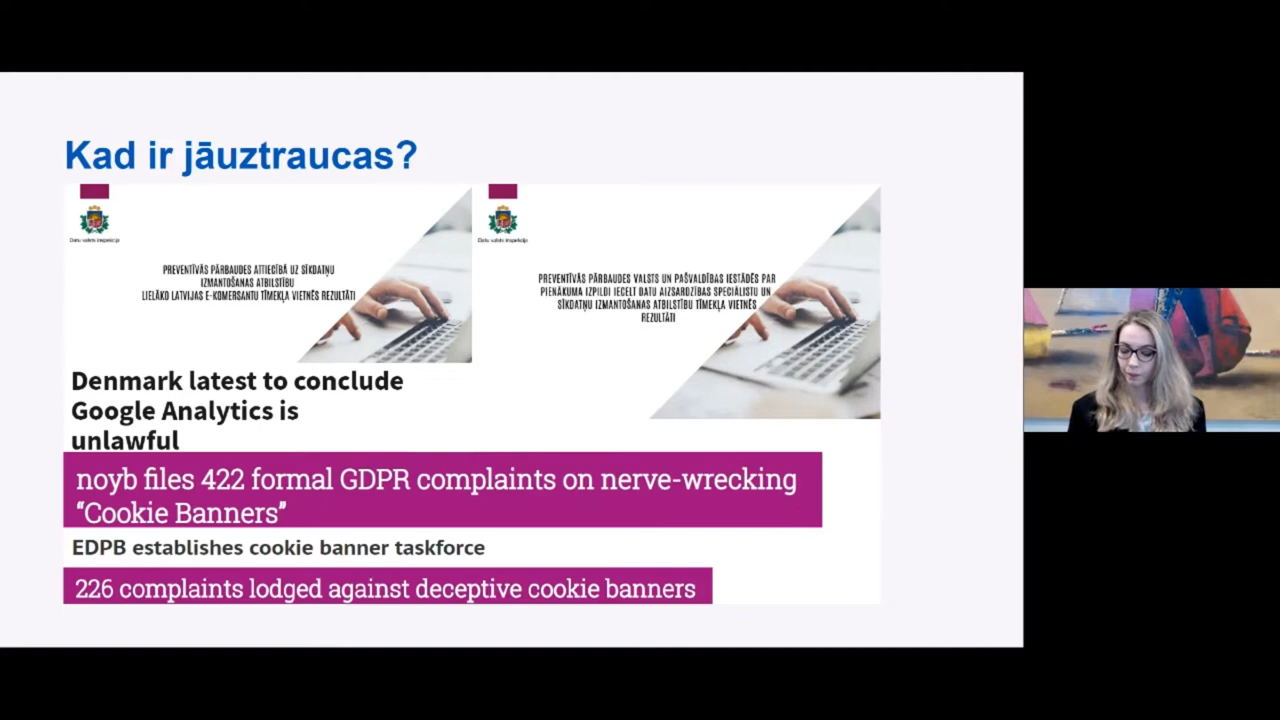 Kad ir jāuztraucas?
Datu valsts inspekcija
PREVENTĪVĀS PĀRBAUDES ATTIECĪBĀ UZ SĪKDATŅU
IZMANTOŠANAS ATBILSTĪBU
LIELĀKO LATVIJAS E-KOMERSANTU TĪMEKĻA VIETNĒS REZULTĀTI
Datu valsts inspekcija
PREVENTĪVĀS PĀRBAUDES VALSTS UN PAŠVALDĪBAS IESTĀDĒS PAR
PIENĀKUMA IZPILDI IECELT DATU AIZSARDZĪBAS SPECIĀLISTU UN
SĪKDATŅU IZMANTOŠANAS ATBILSTĪBU TĪMEKĻA VIETNĒS
REZULTĀTI
Denmark latest to conclude
Google Analytics is
unlawful
noyb files 422 formal GDPR complaints on nerve-wrecking
“Cookie Banners”
EDPB establishes cookie banner taskforce
226 complaints lodged against deceptive cookie banners